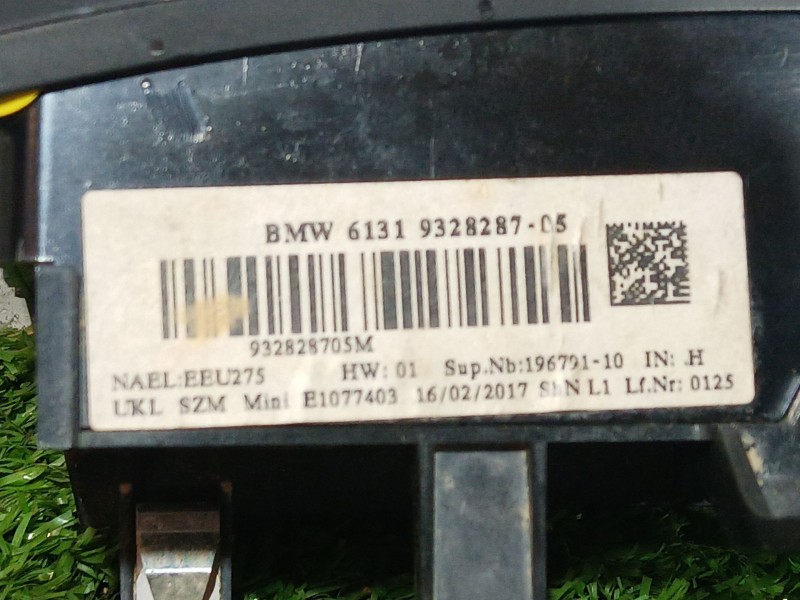 BMW 6131 9328287-05
932828705M
NAEL:EEU275 HW: 01 Sup.Nb:196791-10 IN: .H
UKL SZM Mini E1077403 16/02/2017 L1 Lf.Nr: 0125